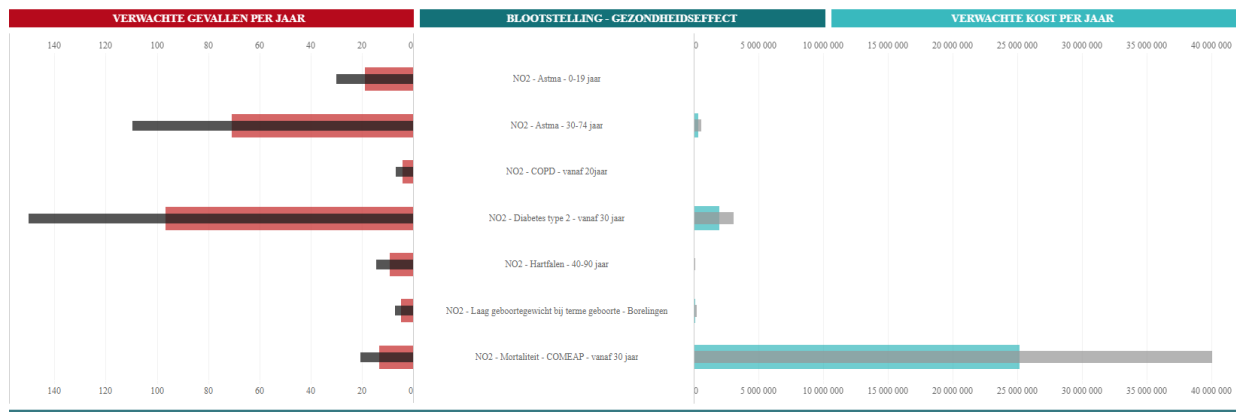 VERWACHTE GEVALLEN PER JAAR BLOOTSTELLING - GEZONDHEIDSEFFECT VERWACHTE KOST PER JAAR
140 120 100 80 60 40 20 0 0 5 000 000 10 000 000 15 000 000 20 000 000 25 000 000 30 000 000 35 000 000 40 000 000
NO2 - Astma - 0-19 jaar
NO2 - Astma - 30-74 jaar
NO2 - COPD - vanaf 20jaar
NO2 - Diabetes type 2 - vanaf 30 jaar
NO2 - Hartfalen - 40-90 jaar
NO2 - Laag geboortegewicht bij terme geboorte - Borelingen
NO2 - Mortaliteit - COMEAP - vanaf 30 jaar
140 120 100 80 60 40 20 0 0 5 000 000 10 000 000 15 000 000 20 000 000 25 000 000 30 000 000 35 000 000 40 000 000